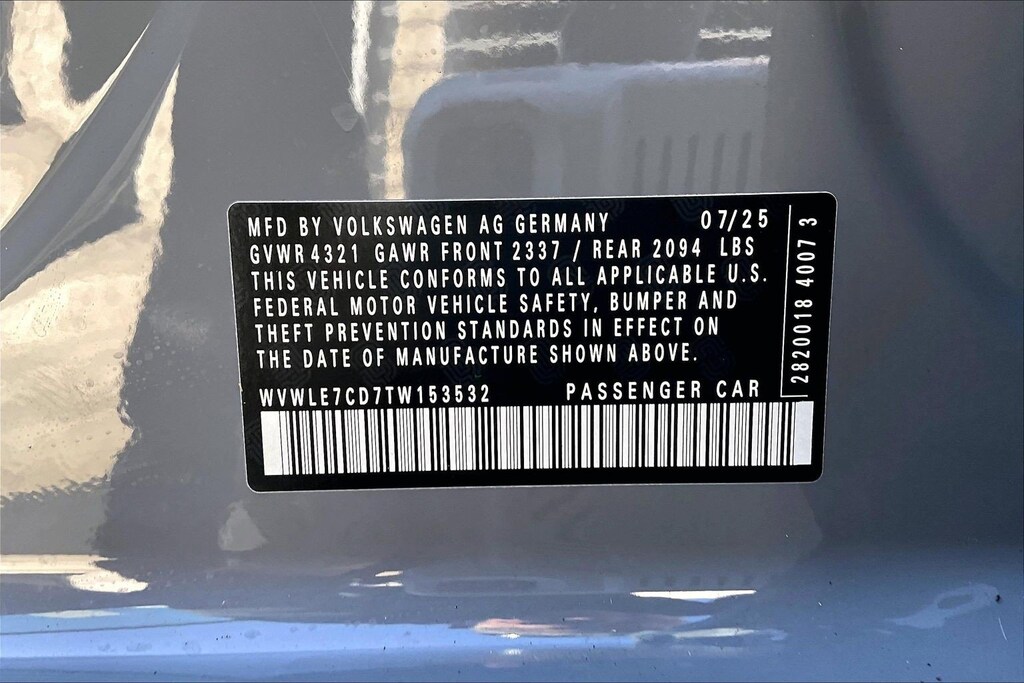 MFD BY VOLKSWAGEN AG GERMANY 07/25
GVWR 4321 GAWR FRONT 2337 / REAR 2094 LBS
THIS VEHICLE CONFORMS TO ALL APPLICABLE U.S.
FEDERAL MOTOR VEHICLE SAFETY, BUMPER AND
THEFT PREVENTION STANDARDS IN EFFECT ON
THE DATE OF MANUFACTURE SHOWN ABOVE.
WVWLE7CD7TW153532 PASSENGER CAR
2820018 4007 3